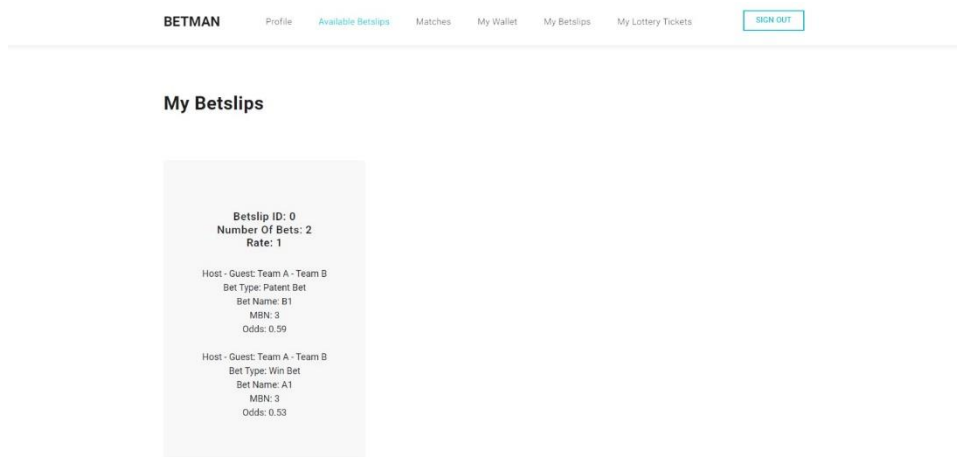 BETMAN Profile Available Betslips Matches My Wallet My Betslips My Lottery Tickets SIGN OUT
My Betslips
Betslip ID: 0
Number Of Bets: 2
Rate: 1
Host - Guest: Team A - Team B
Bet Type: Patent Bet
Bet Name: B1
MBN: 3
Odds: 0.59
Host - Guest: Team A - Team B
Bet Type: Win Bet
Bet Name: A1
MBN: 3
Odds: 0.53